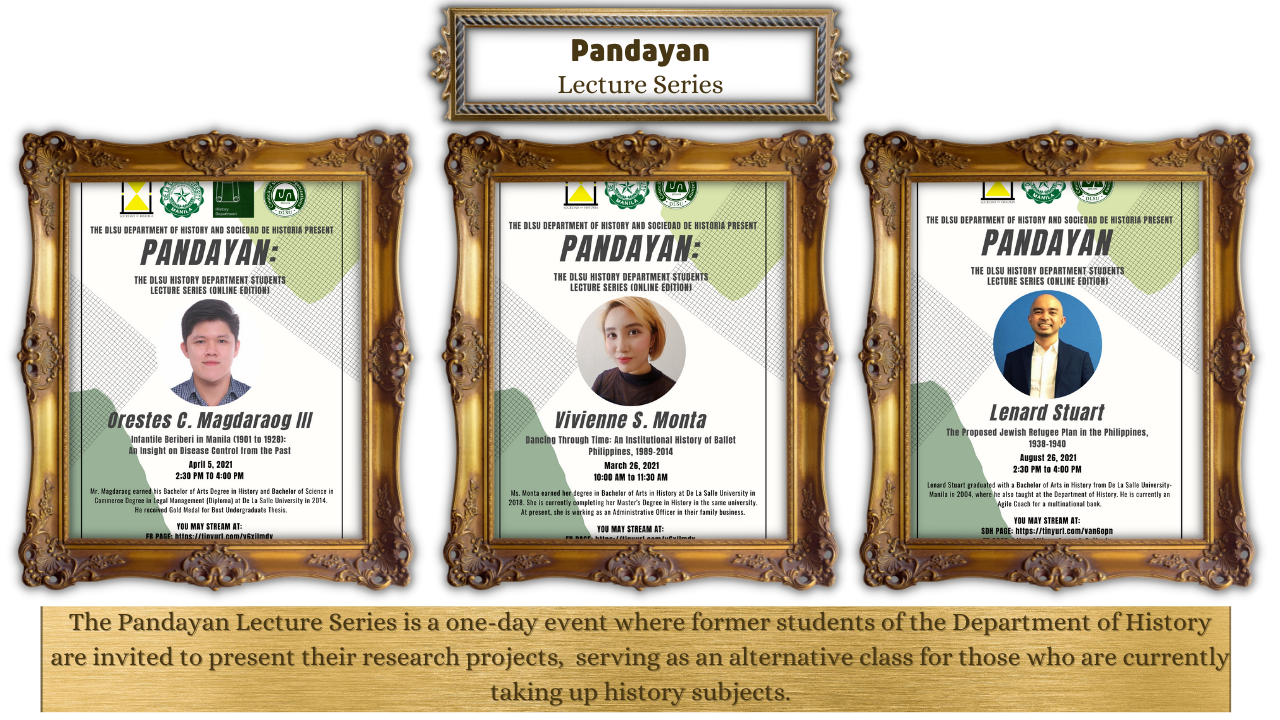 Pandayan
Lecture Series
MANILA
History
Department
DLSU
THE DLSU DEPARTMENT OF HISTORY AND SOCIEDAD DE HISTORIA PRESENT
PANDAYAN:
THE DLSU HISTORY DEPARTMENT STUDENTS
LECTURE SERIES (ONLINE EDITION)
Orestes C. Magdaraog III
Infantile Beriberi in Manila (1901 to 1928):
An Insight on Disease Control from the Past
April 5, 2021
2:30 PM TO 4:00 PM
Mr. Magdaraog earned his Bachelor of Arts Degree in History and Bachelor of Science in
Commerce Degree in Legal Management (Diploma) at De La Salle University in 2014.
He received Gold Medal for Best Undergraduate Thesis.
YOU MAY STREAM AT:
FB PAGE:
MANILA
DLSU
THE DLSU DEPARTMENT OF HISTORY AND SOCIEDAD DE HISTORIA PRESENT
PANDAYAN:
THE DLSU HISTORY DEPARTMENT STUDENTS
LECTURE SERIES (ONLINE EDITION)
Vivienne S. Monta
Dancing Through Time: An Institutional History of Ballet
Philippines, 1989-2014
March 26, 2021
10:00 AM to 11:30 AM
Ms. Monta earned her degree in Bachelor of Arts in History at De La Salle University in
2018. She is currently completing her Master's Degree in History in the same university.
At present, she is working as an Administrative Officer in their family business.
YOU MAY STREAM AT:
MANILA
DLSU
THE DLSU DEPARTMENT OF HISTORY AND SOCIEDAD DE HISTORIA PRESENT
PANDAYAN
THE DLSU HISTORY DEPARTMENT STUDENTS
LECTURE SERIES (ONLINE EDITION)
Lenard Stuart
The Proposed Jewish Refugee Plan in the Philippines,
1938-1940
August 26, 2021
2:30 PM to 4:00 PM
Lenard Stuart graduated with a Bachelor of Arts in History from De La Salle University-
Manila in 2004, where he also taught at the Department of History. He is currently an
Agile Coach for a multinational bank.
YOU MAY STREAM AT:
SDH PAGE: https://tinyurl.com/van6opn
The Pandayan Lecture Series is a one-day event where former students of the Department of History
are invited to present their research projects, serving as an alternative class for those who are currently
taking up history subjects.